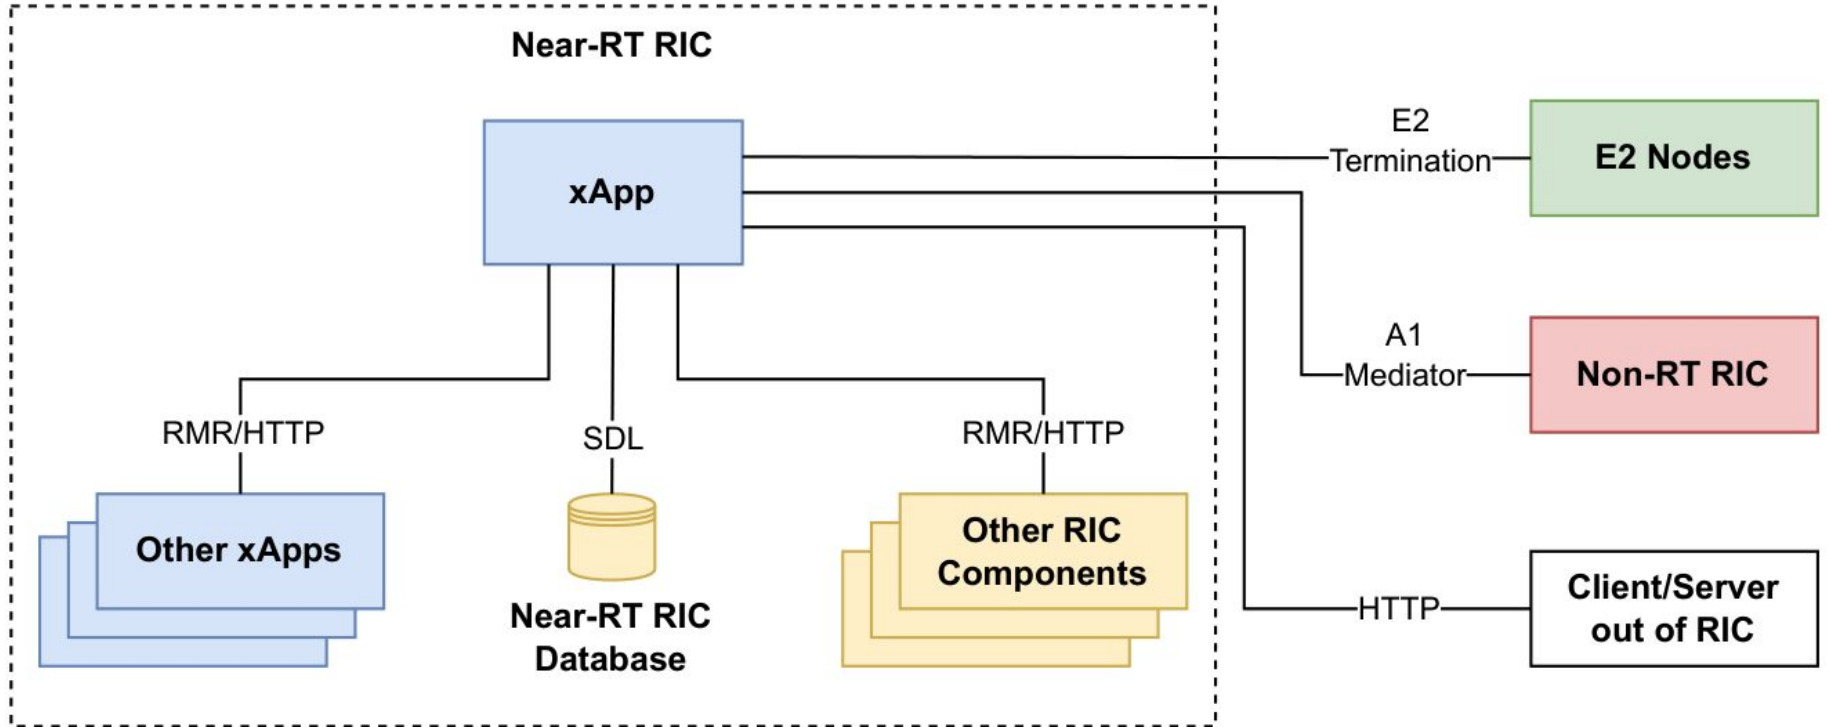 Near-RT RIC
xApp
E2
Termination
E2 Nodes
A1
Mediator
Non-RT RIC
RMR/HTTP
SDL
RMR/HTTP
Other xApps
Near-RT RIC
Database
Other RIC
Components
HTTP
Client/Server
out of RIC